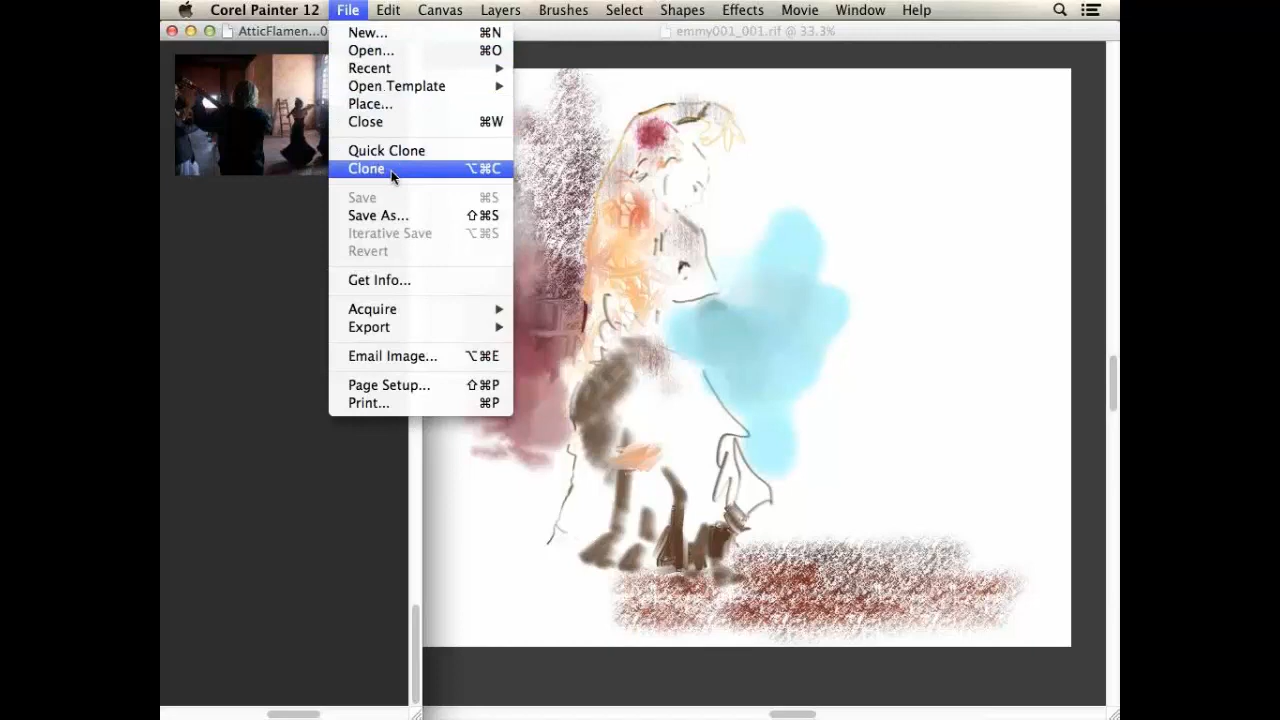 Corel Painter 12 File Edit Canvas Layers Brushes Select Shapes Effects Movie Window Help
AtticFlamen...0
emmy001_001.rif @ 33.3%
New... ⌘N
Open... ⌘O
Recent
Open Template
Place...
Close ⌘W
Quick Clone
Clone ⌥⌘C
Save ⌘S
Save As... ⇧⌘S
Iterative Save ⌥⌘S
Revert
Get Info...
Acquire
Export
Email Image... ⌥⌘E
Page Setup... ⇧⌘P
Print... ⌘P